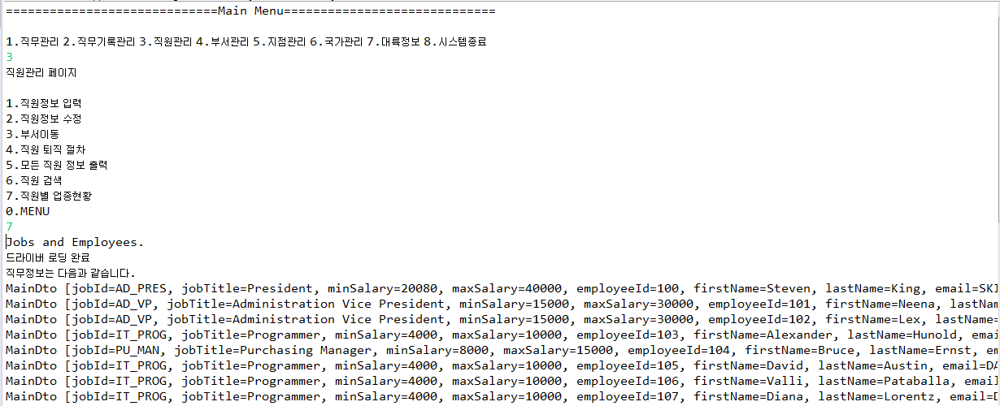 =============================Main Menu=============================
1.직무관리 2.직무기록관리 3.직원관리 4.부서관리 5.지점관리 6.국가관리 7.대륙정보 8.시스템종료
3
직원관리 페이지
1.직원정보 입력
2.직원정보 수정
3.부서이동
4.직원 퇴직 절차
5.모든 직원 정보 출력
6.직원 검색
7.직원별 업종현황
0.MENU
7
Jobs and Employees.
드라이버 로딩 완료
직무정보는 다음과 같습니다.
MainDto [jobId=AD_PRES, jobTitle=President, minSalary=20080, maxSalary=40000, employeeId=100, firstName=Steven, lastName=King, email=SKI
MainDto [jobId=AD_VP, jobTitle=Administration Vice President, minSalary=15000, maxSalary=30000, employeeId=101, firstName=Neena, lastNam
MainDto [jobId=AD_VP, jobTitle=Administration Vice President, minSalary=15000, maxSalary=30000, employeeId=102, firstName=Lex, lastName=
MainDto [jobId=IT_PROG, jobTitle=Programmer, minSalary=4000, maxSalary=10000, employeeId=103, firstName=Alexander, lastName=Hunold, emai
MainDto [jobId=PU_MAN, jobTitle=Purchasing Manager, minSalary=8000, maxSalary=15000, employeeId=104, firstName=Bruce, lastName=Ernst, em
MainDto [jobId=IT_PROG, jobTitle=Programmer, minSalary=4000, maxSalary=10000, employeeId=105, firstName=David, lastName=Austin, email=DA
MainDto [jobId=IT_PROG, jobTitle=Programmer, minSalary=4000, maxSalary=10000, employeeId=106, firstName=Valli, lastName=Pataballa, email
MainDto [jobId=IT_PROG, jobTitle=Programmer, minSalary=4000, maxSalary=10000, employeeId=107, firstName=Diana, lastName=Lorentz, email=D